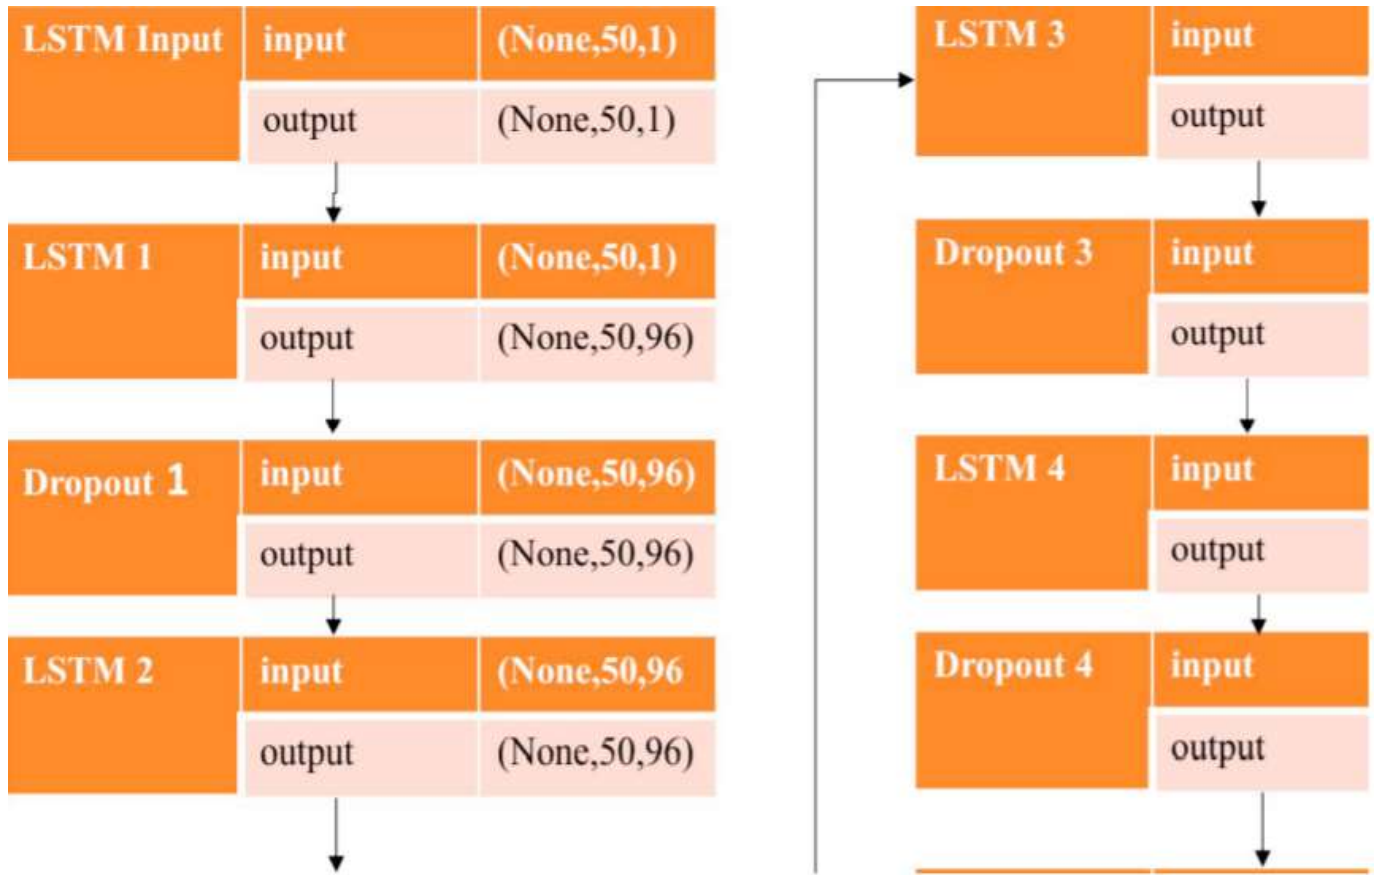 LSTM Input input (None,50,1)
output (None,50,1)
LSTM 1 input (None,50,1)
output (None,50,96)
Dropout 1 input (None,50,96)
output (None,50,96)
LSTM 2 input (None,50,96
output (None,50,96)
LSTM 3 input
output
Dropout 3 input
output
LSTM 4 input
output
Dropout 4 input
output